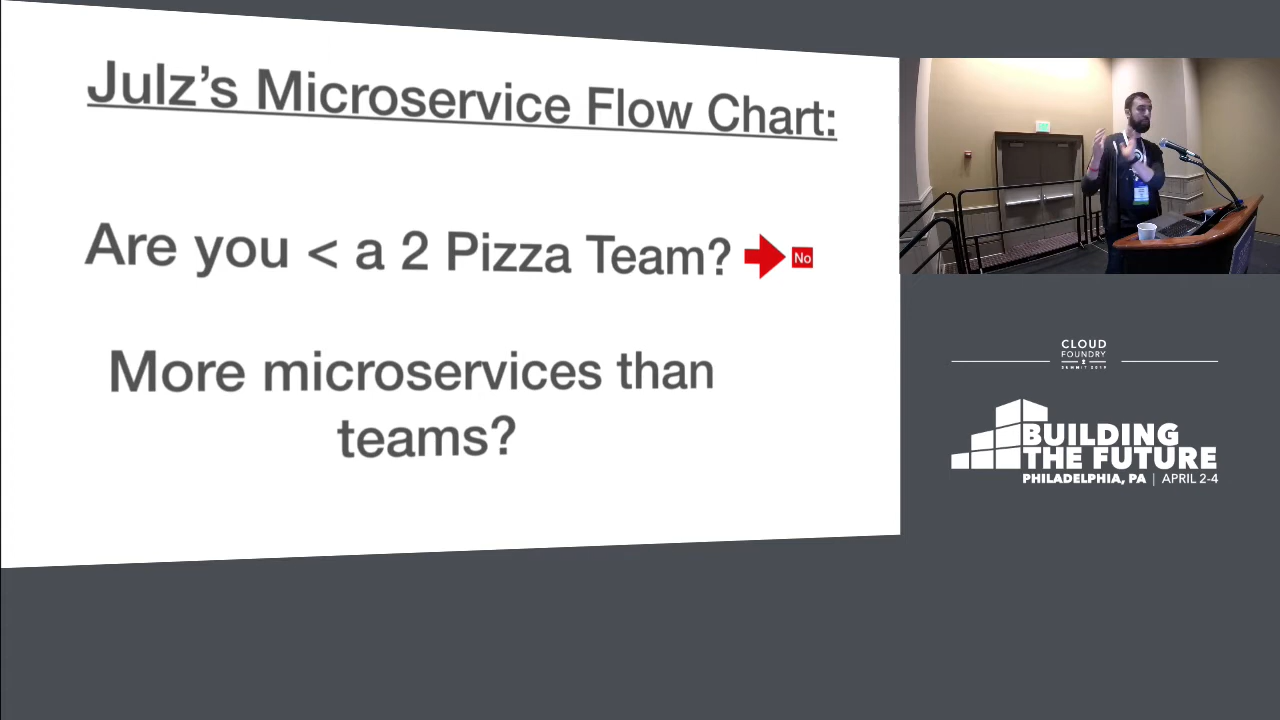 Julz’s Microservice Flow Chart:
Are you < a 2 Pizza Team? No
More microservices than
teams?
CLOUD
FOUNDRY
SUMMIT 2019
BUILDING
THE FUTURE
PHILADELPHIA, PA | APRIL 2-4